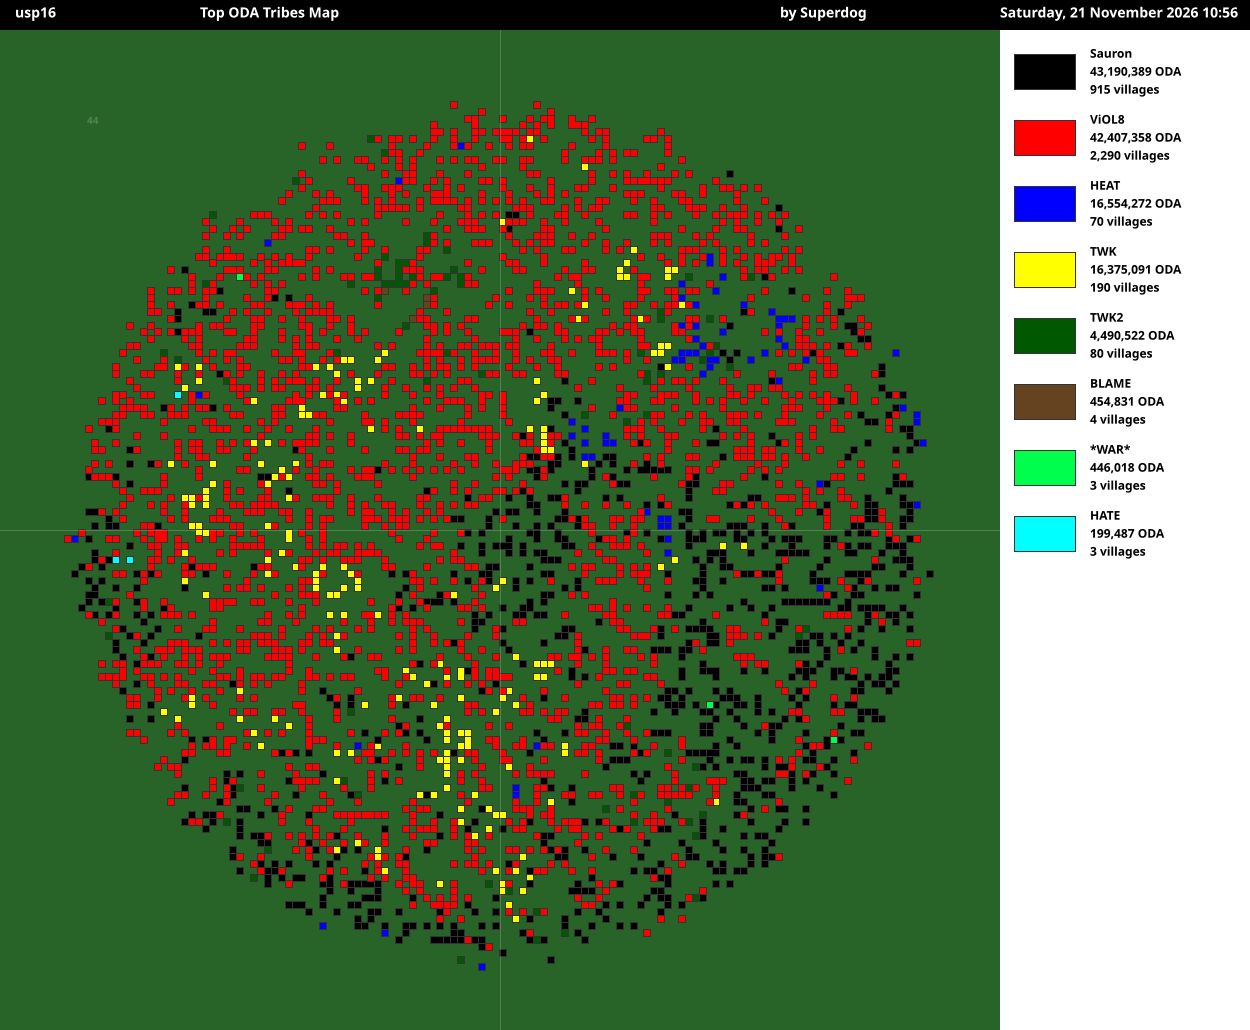 usp16
Top ODA Tribes Map
by Superdog
Saturday, 21 November 2026 10:56
44
Sauron
43,190,389 ODA
915 villages
ViOL8
42,407,358 ODA
2,290 villages
HEAT
16,554,272 ODA
70 villages
TWK
16,375,091 ODA
190 villages
TWK2
4,490,522 ODA
80 villages
BLAME
454,831 ODA
4 villages
*WAR*
446,018 ODA
3 villages
HATE
199,487 ODA
3 villages